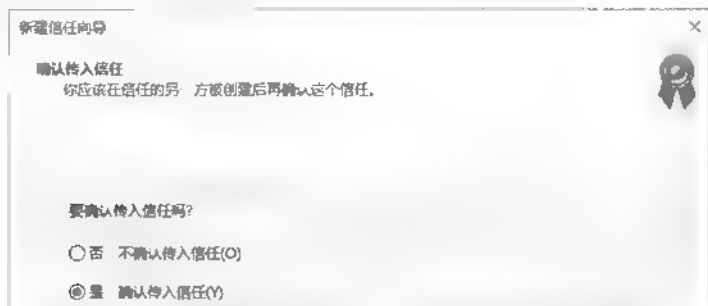 新建信任向导
确认传入信任
你应该在信任的另一方被创建后再确认这个信任。
要确认传入信任吗?
否 不确认传入信任(O)
是 确认传入信任(Y)